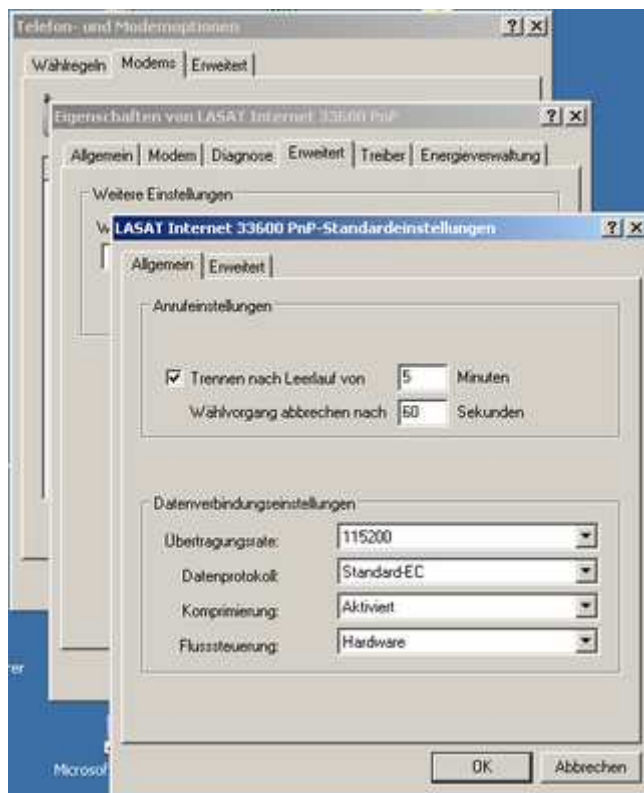 Telefon- und Modemoptionen
Wählregeln Modems Erweitert
Eigenschaften von LASAT Internet 33600 PnP
Allgemein Modem Diagnose Erweitert Treiber Energieverwaltung
Weitere Einstellungen
LASAT Internet 33600 PnP-Standardeinstellungen
Allgemein Erweitert
Anrufeinstellungen
Trennen nach Leerlauf von 5 Minuten
Wählvorgang abbrechen nach 60 Sekunden
Datenverbindungseinstellungen
Übertragungsrate: 115200
Datenprotokoll: Standard-EC
Komprimierung: Aktiviert
Flusssteuerung: Hardware
OK Abbrechen